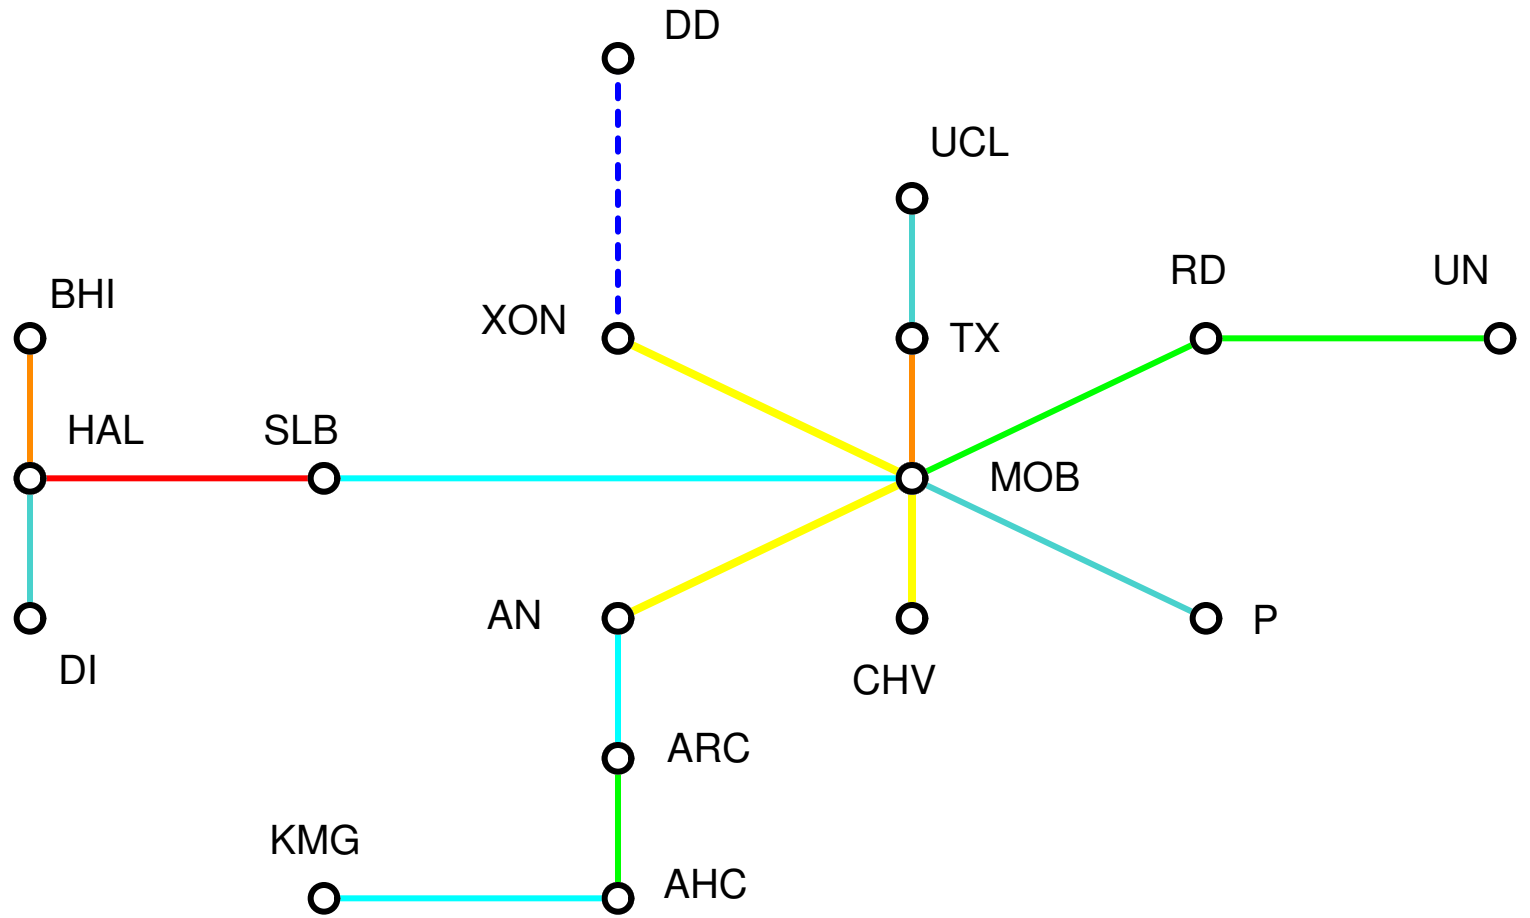 DD
UCL
RD
UN
BHI
XON
TX
HAL
SLB
MOB
AN
P
DI
CHV
ARC
KMG
AHC